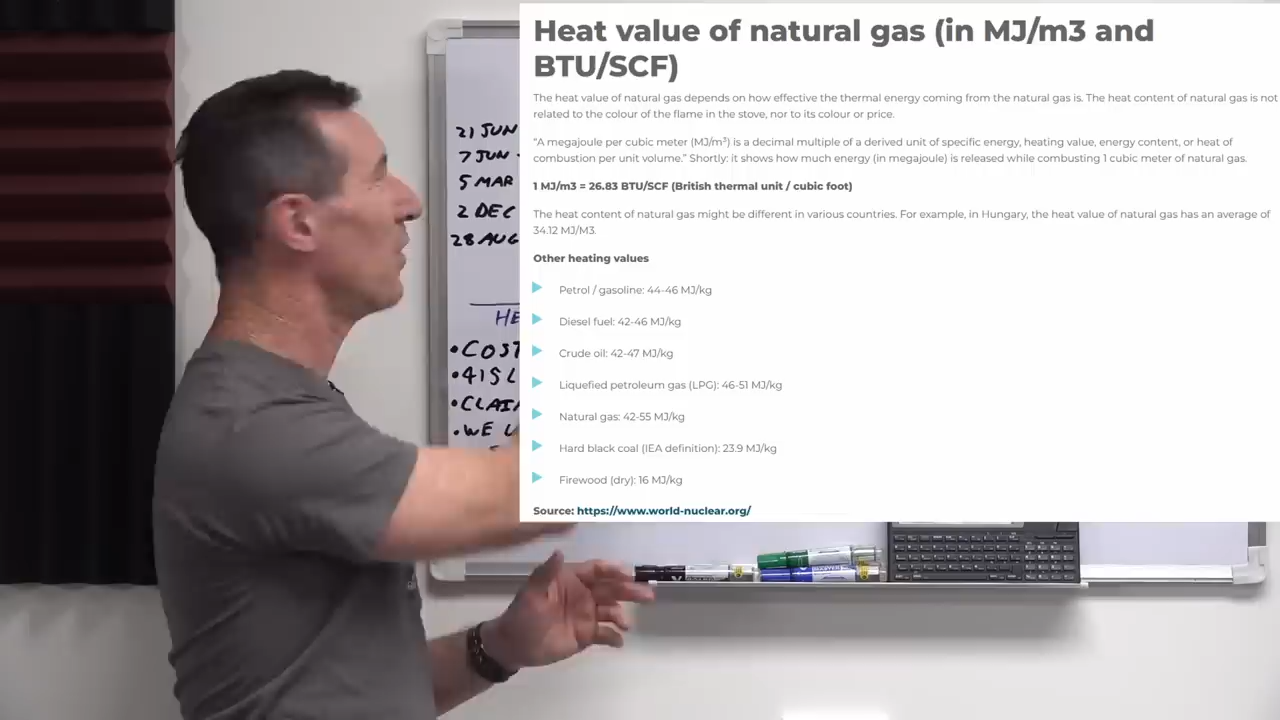 Heat value of natural gas (in MJ/m3 and
BTU/SCF)
The heat value of natural gas depends on how effective the thermal energy coming from the natural gas is. The heat content of natural gas is not
related to the colour of the flame in the stove, nor to its colour or price.
"A megajoule per cubic meter (MJ/m³) is a decimal multiple of a derived unit of specific energy, heating value, energy content, or heat of
combustion per unit volume." Shortly: it shows how much energy (in megajoule) is released while combusting 1 cubic meter of natural gas.
1 MJ/m3 = 26.83 BTU/SCF (British thermal unit / cubic foot)
The heat content of natural gas might be different in various countries. For example, in Hungary, the heat value of natural gas has an average of
34.12 MJ/M3.
Other heating values
Petrol / gasoline: 44-46 MJ/kg
Diesel fuel: 42-46 MJ/kg
Crude oil: 42-47 MJ/kg
Liquefied petroleum gas (LPG): 46-51 MJ/kg
Natural gas: 42-55 MJ/kg
Hard black coal (IEA definition): 23.9 MJ/kg
Firewood (dry): 16 MJ/kg
Source: https://www.world-nuclear.org/
21 JUN
7 JUN -
5 MAR
2 DEC
28 AUG
HE
• COST
• 415L
• CLAI
• WE